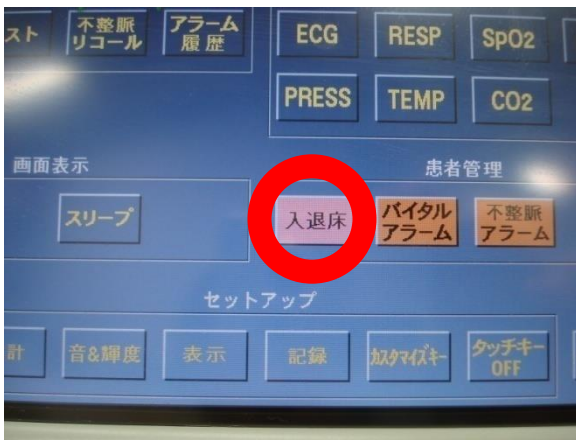 スト
不整脈
リコール
アラーム
履歴
ECG
RESP
SpO2
PRESS
TEMP
CO2
画面表示
患者管理
スリープ
入退床
バイタル
アラーム
不整脈
アラーム
セットアップ
計
音&輝度
表示
記録
カスタマイズキー
タッチキー
OFF